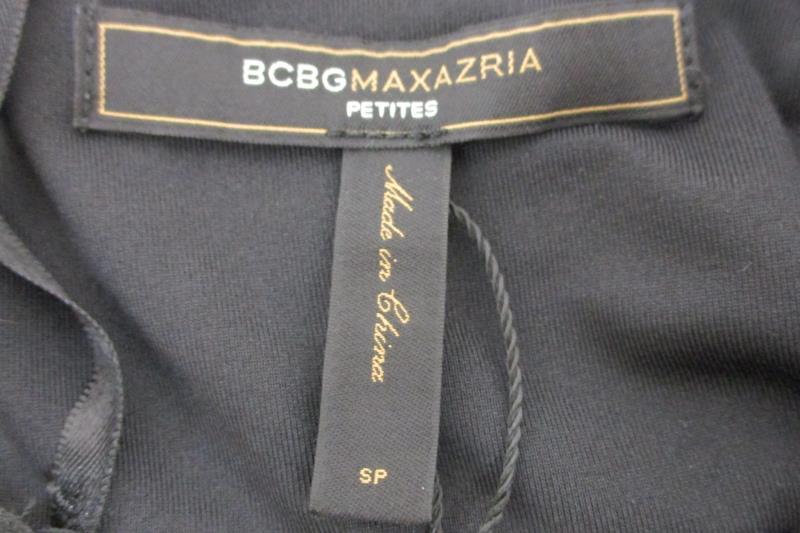 BCBGMAXAZRIA
PETITES
Made in China
SP